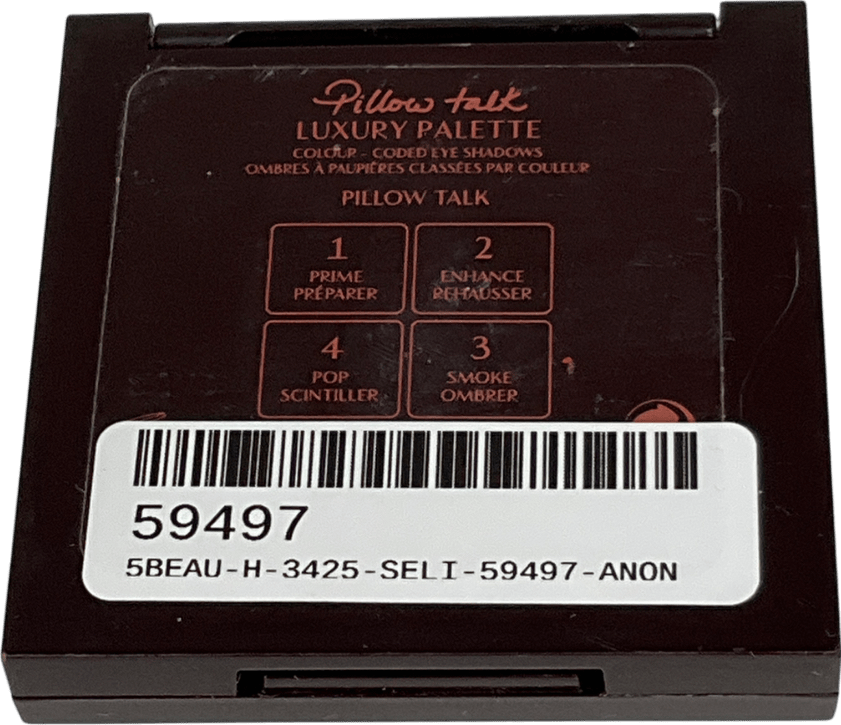 Pillow talk
LUXURY PALETTE
COLOUR - CODED EYE SHADOWS
OMBRES À PAUPIÈRES CLASSÉES PAR COULEUR
PILLOW TALK
1
PRIME
PRÉPARER
2
ENHANCE
REHAUSSER
4
POP
SCINTILLER
3
SMOKE
OMBRER
59497
5BEAU-H-3425-SELI-59497-ANON